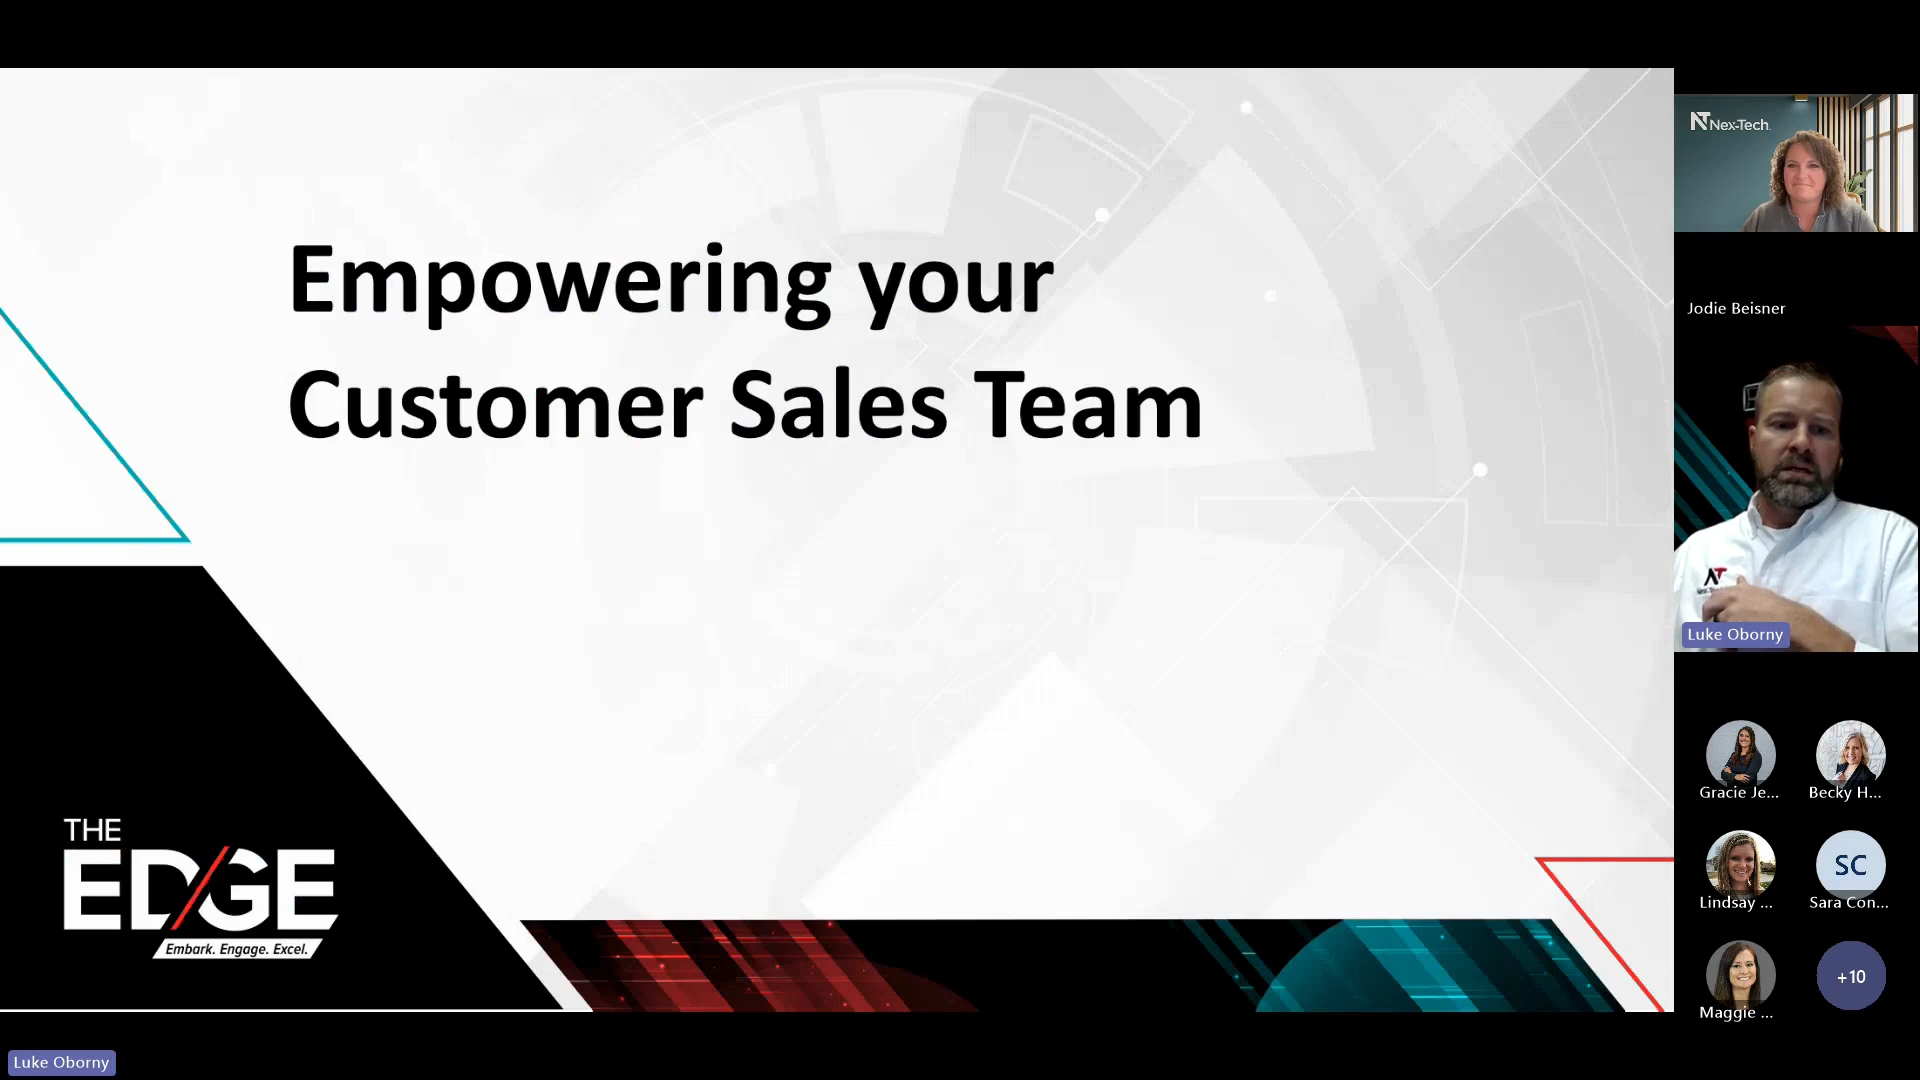 Empowering your
Customer Sales Team
THE
EDGE
Embark. Engage. Excel.
Luke Oborny
Nex-Tech
Jodie Beisner
NT
Luke Oborny
Gracie Je...
Becky H...
Lindsay ...
SC
Sara Con...
Maggie ...
+10